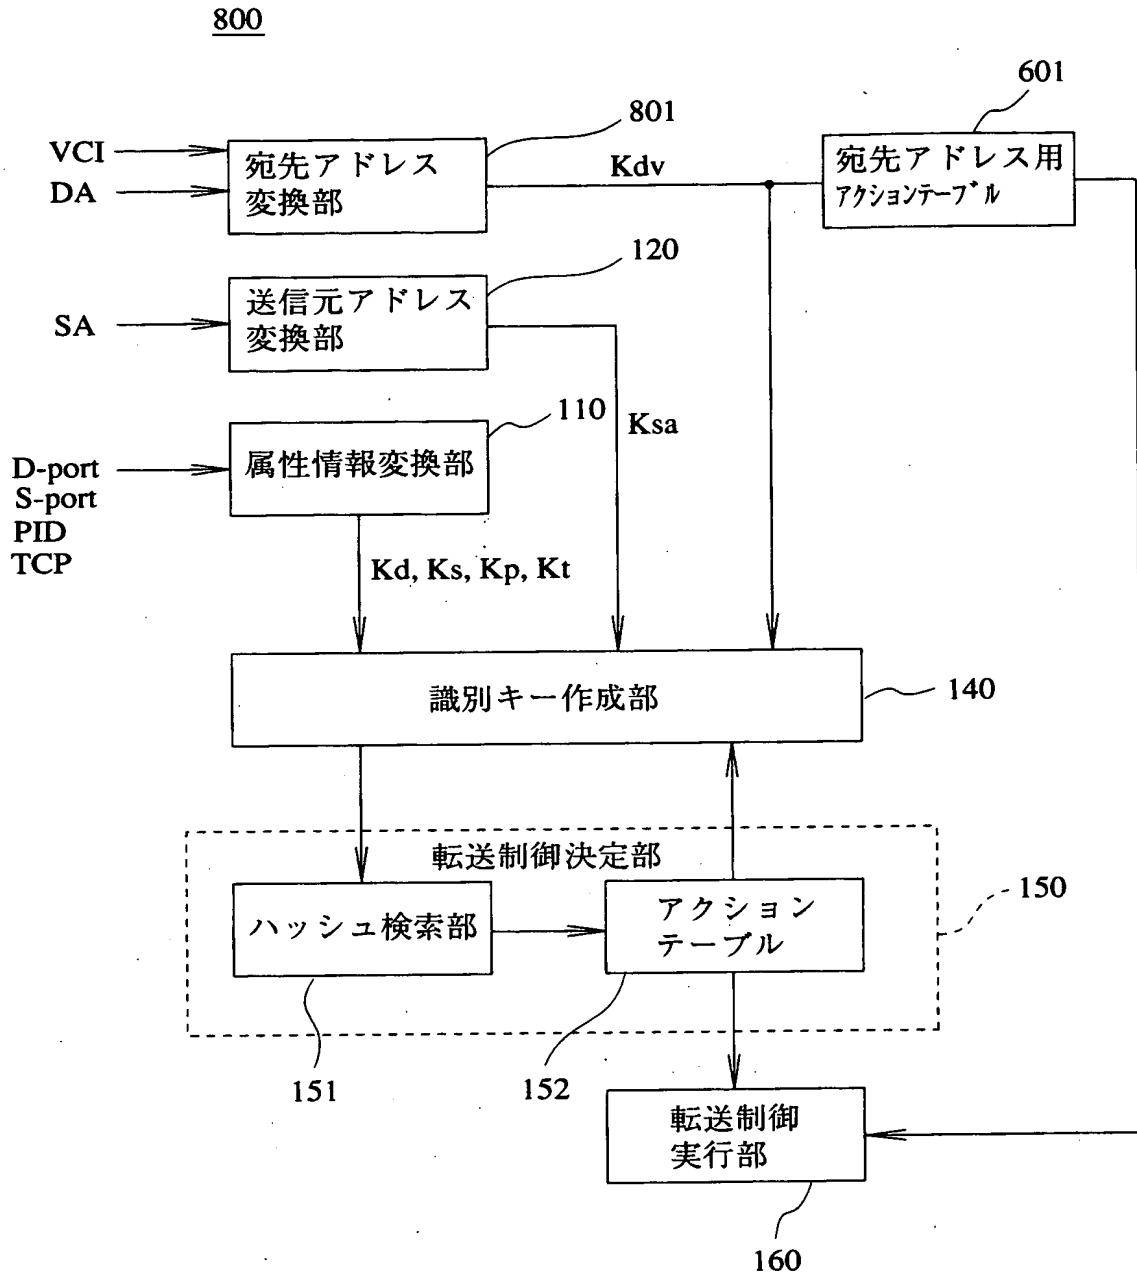 800
601
VCI
801
宛先アドレス
変換部
Kdv
宛先アドレス用
アクションテーブル
DA
120
送信元アドレス
変換部
SA
110
Ksa
属性情報変換部
D-port
S-port
PID
TCP
Kd, Ks, Kp, Kt
識別キー作成部
140
転送制御決定部
150
ハッシュ検索部
アクション
テーブル
151
152
転送制御
実行部
160